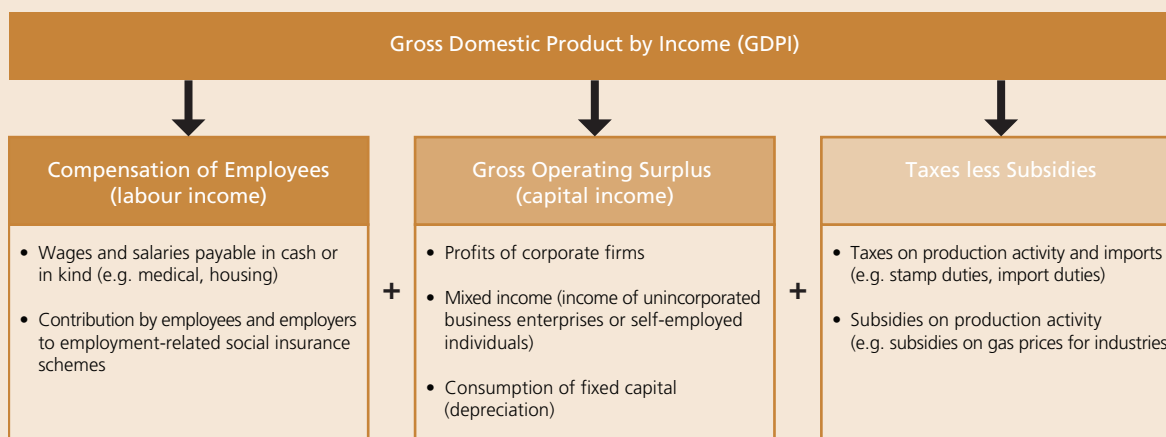 Gross Domestic Product by Income (GDPI)
Compensation of Employees
(labour income)
• Wages and salaries payable in cash or
in kind (e.g. medical, housing)
• Contribution by employees and employers
to employment-related social insurance
schemes
+
Gross Operating Surplus
(capital income)
• Profits of corporate firms
• Mixed income (income of unincorporated
business enterprises or self-employed
individuals)
• Consumption of fixed capital
(depreciation)
+
Taxes less Subsidies
• Taxes on production activity and imports
(e.g. stamp duties, import duties)
• Subsidies on production activity
(e.g. subsidies on gas prices for industries